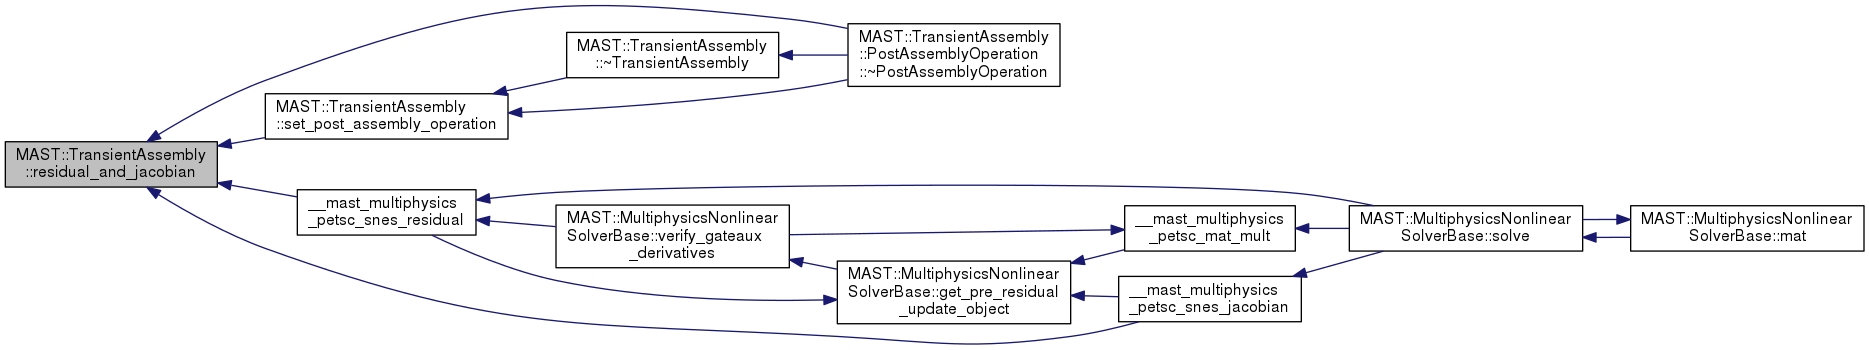 MAST::TransientAssembly
::residual_and_jacobian
MAST::TransientAssembly
::set_post_assembly_operation
MAST::TransientAssembly
::~TransientAssembly
MAST::TransientAssembly
::PostAssemblyOperation
::~PostAssemblyOperation
__mast_multiphysics
_petsc_snes_residual
MAST::MultiphysicsNonlinear
SolverBase::verify_gateaux
_derivatives
MAST::MultiphysicsNonlinear
SolverBase::get_pre_residual
_update_object
__mast_multiphysics
_petsc_mat_mult
__mast_multiphysics
_petsc_snes_jacobian
MAST::MultiphysicsNonlinear
SolverBase::solve
MAST::MultiphysicsNonlinear
SolverBase::mat